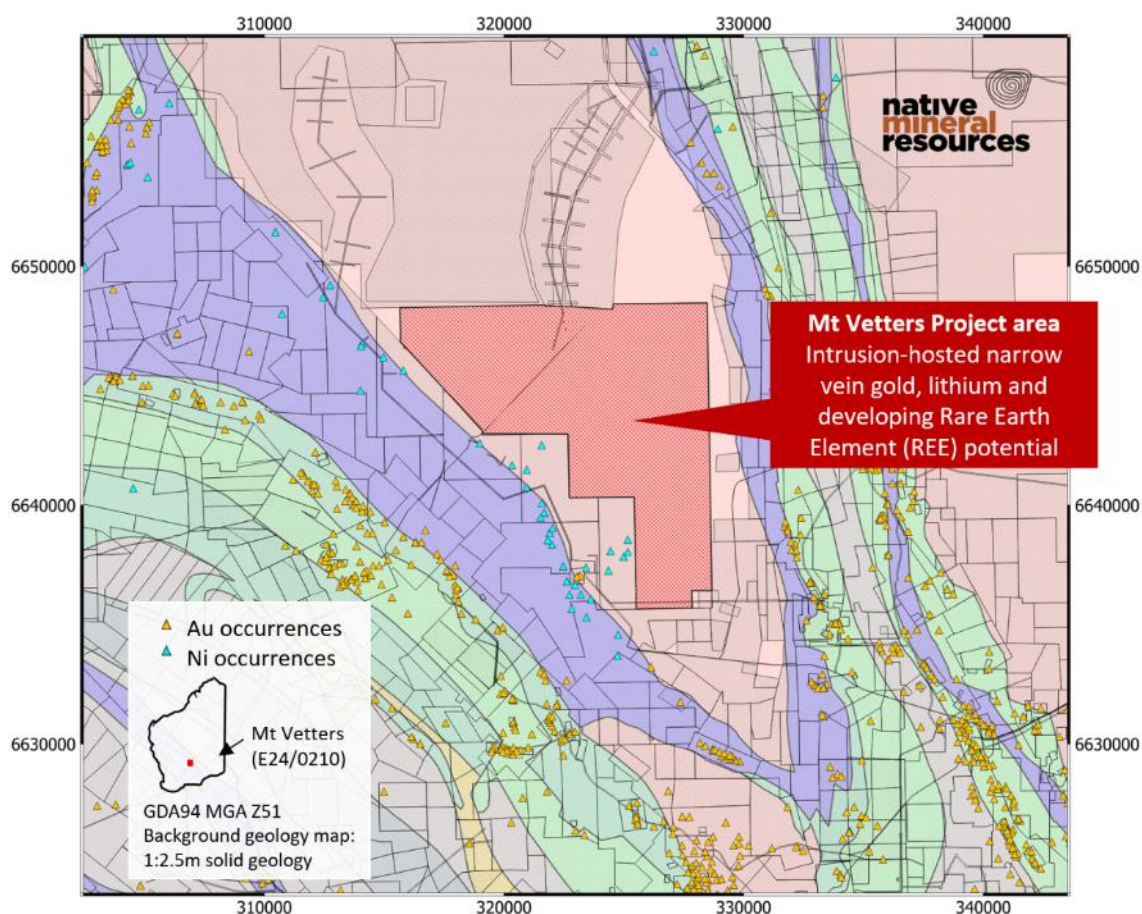 310000 320000 330000 340000
native
mineral
resources
6650000 6650000
Mt Vetters Project area
Intrusion-hosted narrow
vein gold, lithium and
developing Rare Earth
Element (REE) potential
6640000 6640000
Au occurrences
Ni occurrences
Mt Vetters
(E24/0210)
6630000 6630000
GDA94 MGA Z51
Background geology map:
1:2.5m solid geology
310000 320000 330000 340000